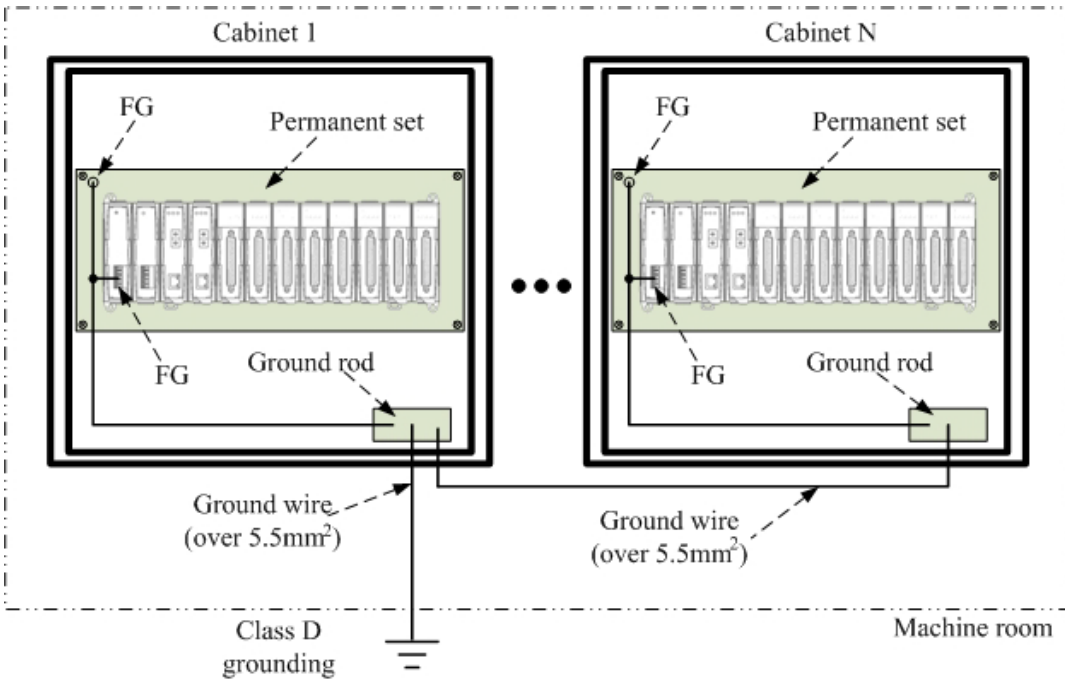 Cabinet 1
Cabinet N
FG
Permanent set
FG
Permanent set
FG
Ground rod
FG
Ground rod
Ground wire
(over 5.5mm²)
Ground wire
(over 5.5mm²)
Class D
grounding
Machine room